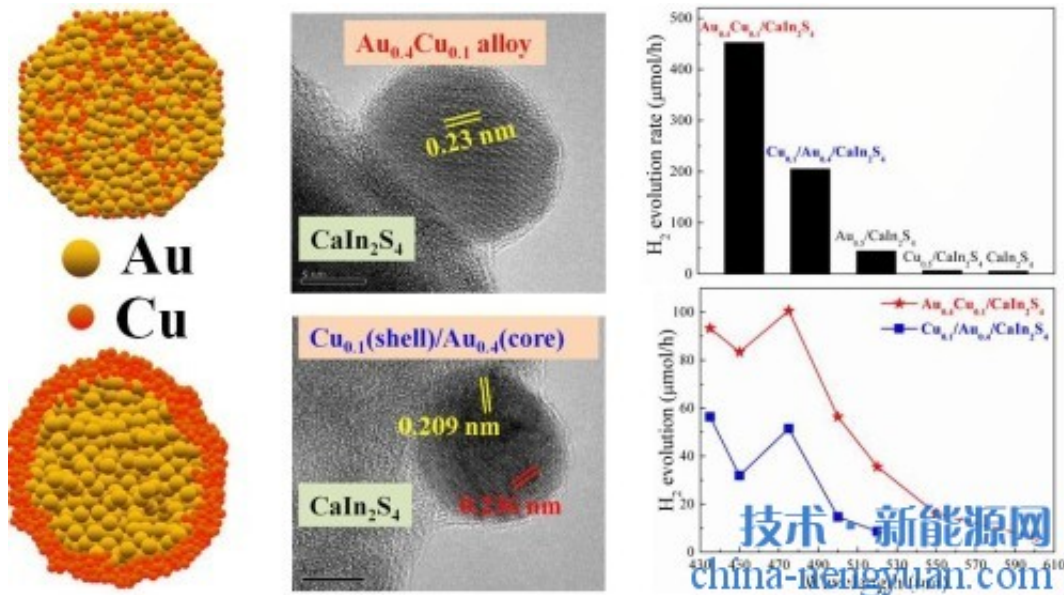 Au
Cu
Au₀.₄Cu₀.₁ alloy
0.23 nm
CaIn₂S₄
5 nm
Cu₀.₁(shell)/Au₀.₄(core)
0.209 nm
nm
CaIn₂S₄
H₂ evolution rate (μmol/h)
500
400
300
200
100
0
Au₀.₄Cu₀.₁/CaIn₂S₄
Cu₀.₁/Au₀.₄/CaIn₂S₄
Au₀.₅/CaIn₂S₄
Cu₀.₅/CaIn₂S₄
CaIn₂S₄
H₂ evolution (μmol/h)
100
80
60
40
20
0
Au₀.₄Cu₀.₁/CaIn₂S₄
Cu₀.₁/Au₀.₄/CaIn₂S₄
430 450 470 490 510 530 550 570 590 610
技术 新能源网
china-nengyuan.com